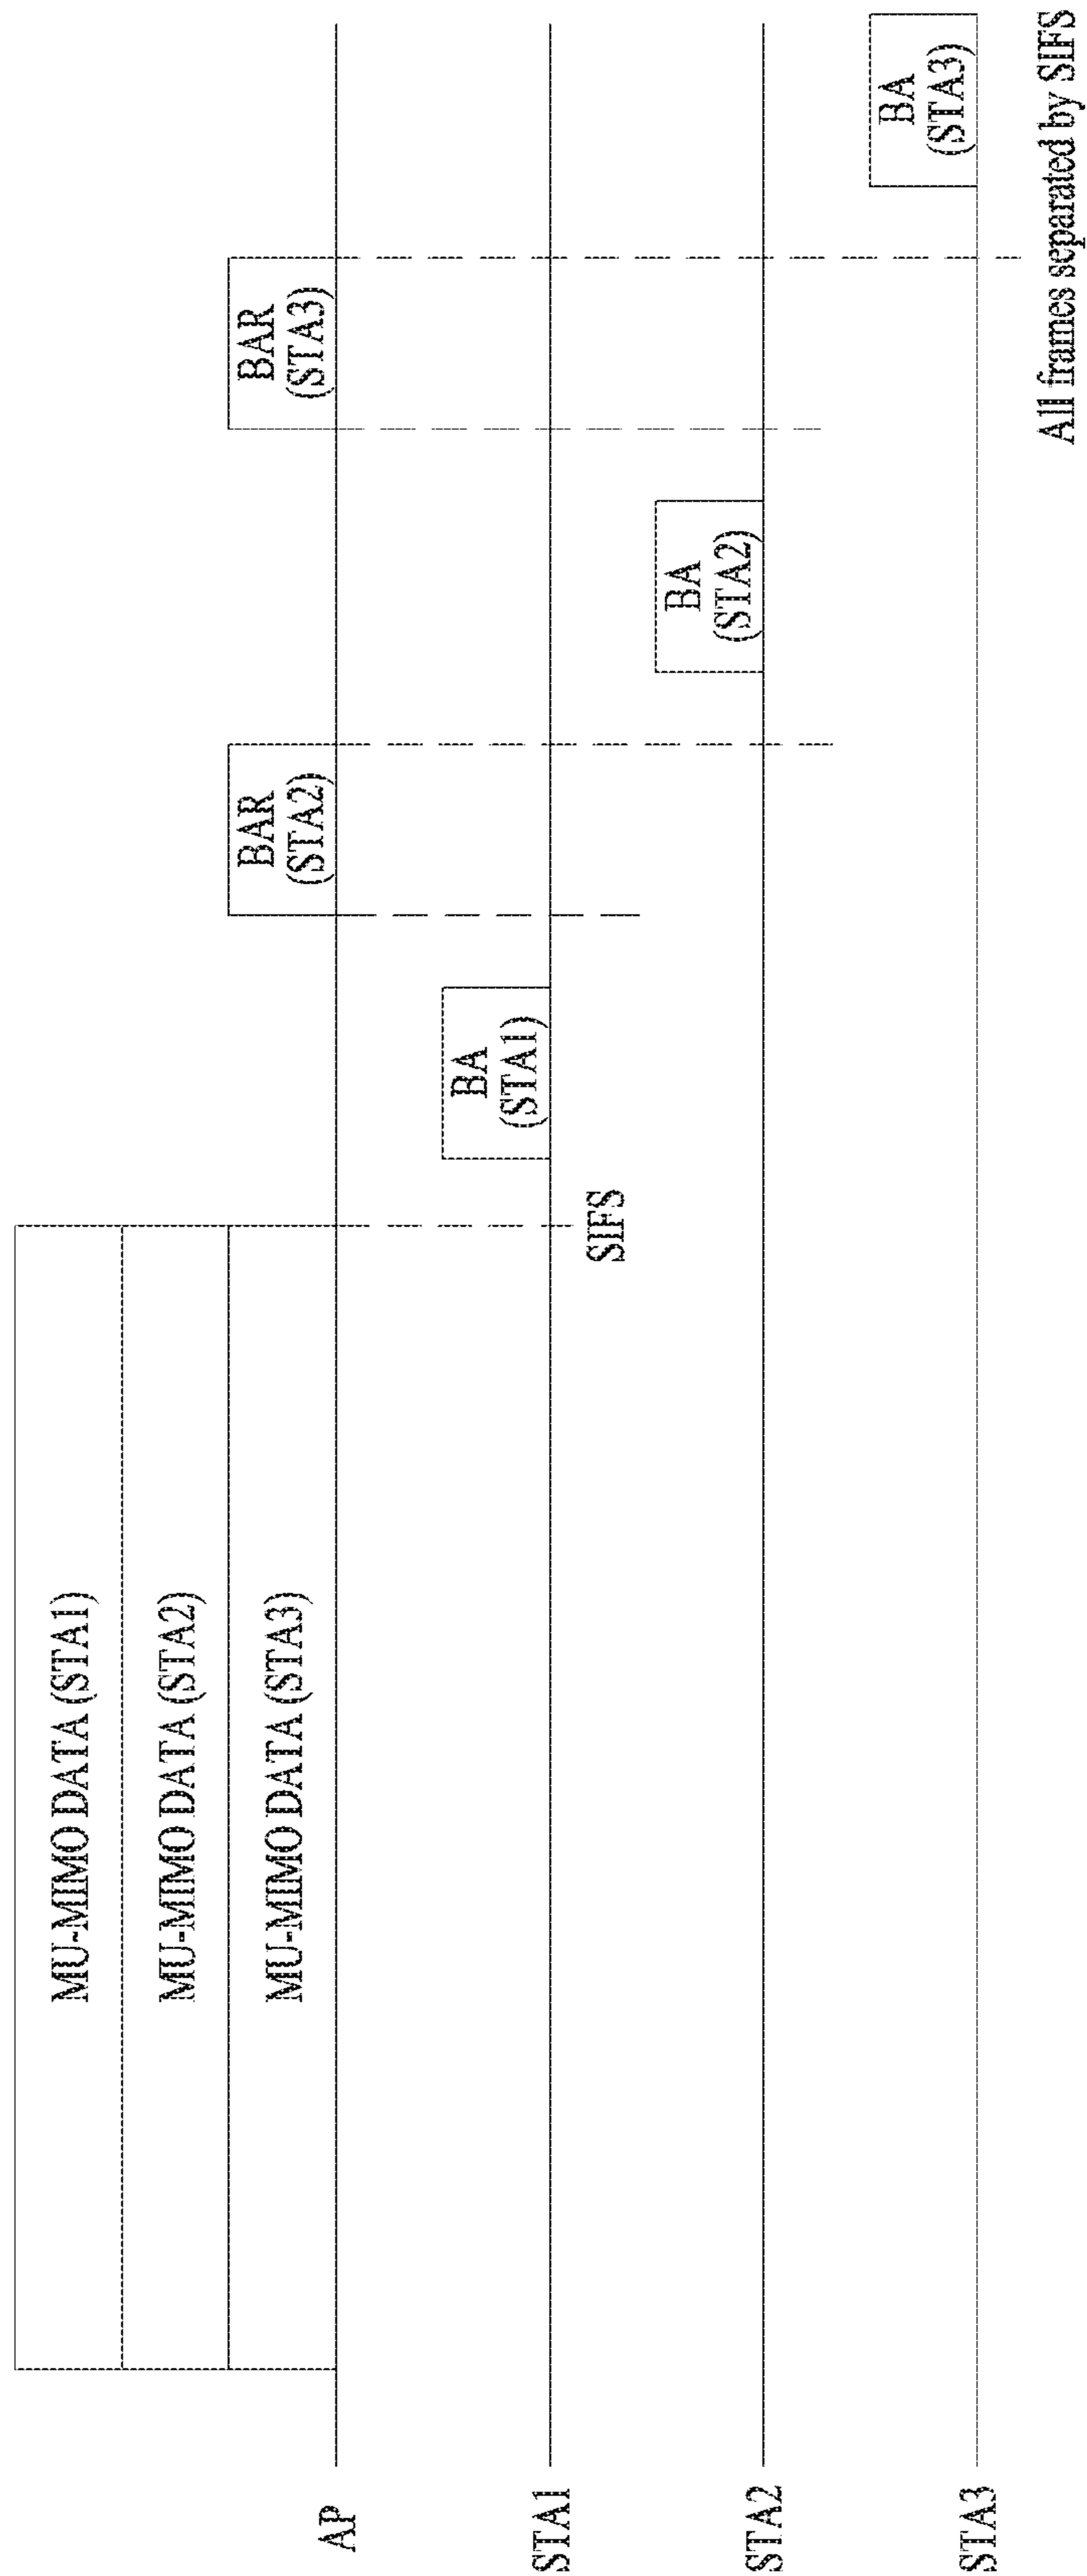 MU-MIMO DATA (STA1)
MU-MIMO DATA (STA2)
MU-MIMO DATA (STA3)
BAR
(STA2)
BAR
(STA3)
AP
BA
(STA1)
STA1
SIFS
BA
(STA2)
STA2
BA
(STA3)
STA3
All frames separated by SIFS